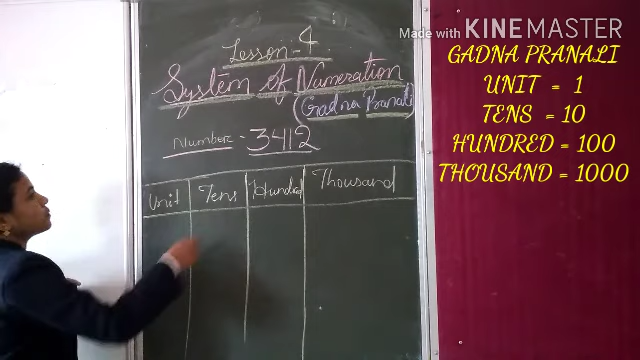 Made with KINEMASTER
Lesson - 4
System of Numeration
(Gadna Pranali)
Number - 3412
Unit Tens Hundred Thousand
GADNA PRANALI
UNIT = 1
TENS = 10
HUNDRED = 100
THOUSAND = 1000